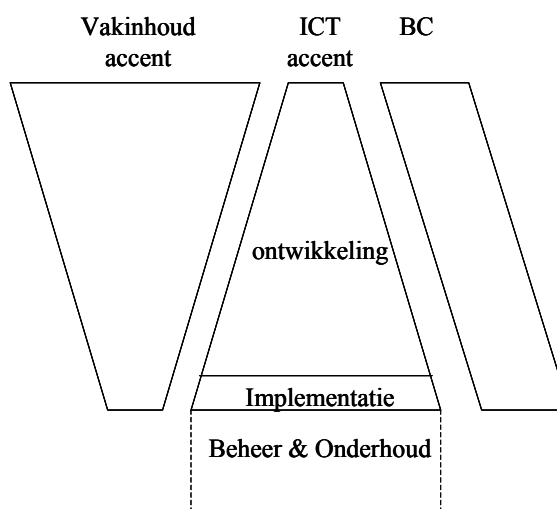 Vakinhoud
accent
ICT
accent
BC
ontwikkeling
Implementatie
Beheer & Onderhoud